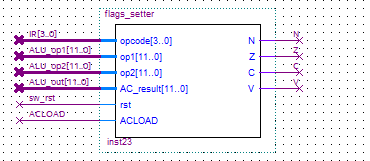 flags_setter
IR[3..0] opcode[3..0] N N
ALU_op1[11..0] op1[11..0] Z Z
ALU_op2[11..0] op2[11..0] C C
ALU_out[11..0] AC_result[11..0] V V
sw_rst rst
ACLOAD ACLOAD
inst23